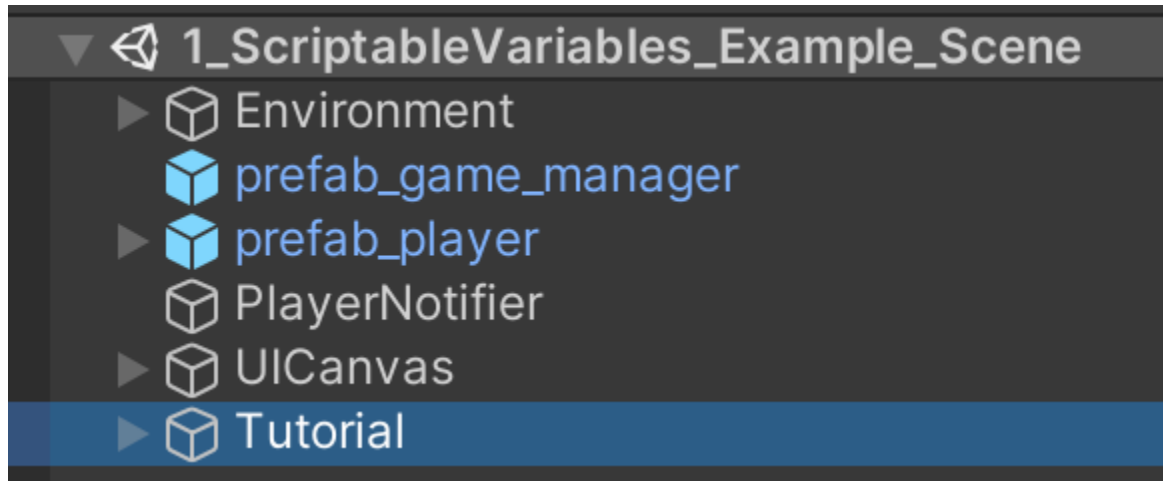 1_ScriptableVariables_Example_Scene
Environment
prefab_game_manager
prefab_player
PlayerNotifier
UICanvas
Tutorial